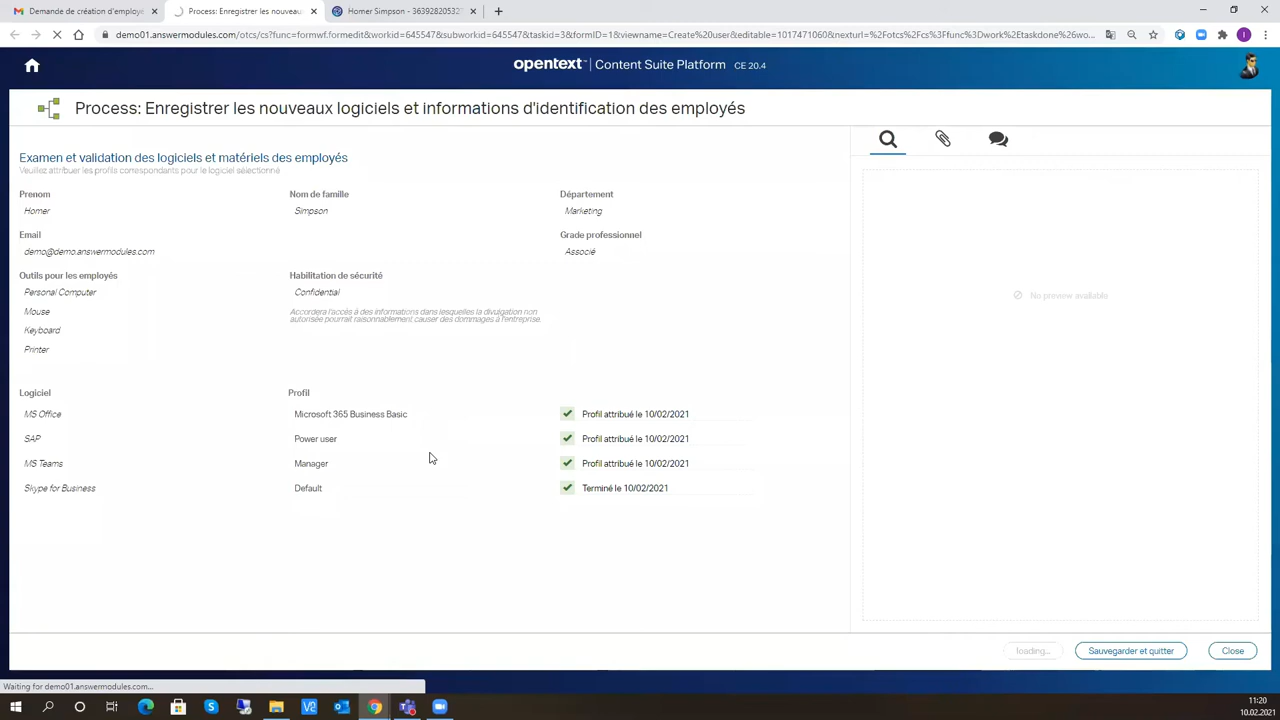 Demande de création d'employé
Process: Enregistrer les nouveau
Homer Simpson - 36392820532
demo01.answermodules.com/otcs/cs?func=formwf.formedit&workid=645547&subworkid=645547&taskid=3&formID=1&viewname=Create%20user&editable=1017471060&nexturl=%2Fotcs%2Fcs%3Ffunc%3Dwork%2Etaskdone%26wo...
opentext™ | Content Suite Platform CE 20.4
Process: Enregistrer les nouveaux logiciels et informations d'identification des employés
Examen et validation des logiciels et matériels des employés
Veuillez attribuer les profils correspondants pour le logiciel sélectionné
Prenom Nom de famille Département
Homer Simpson Marketing
Email Grade professionnel
demo@demo.answermodules.com Associé
Outils pour les employés Habilitation de sécurité
Personal Computer Confidential
Mouse Accordera l'accès à des informations dans lesquelles la divulgation non
autorisée pourrait raisonnablement causer des dommages à l'entreprise.
Keyboard
Printer
No preview available
Logiciel Profil
MS Office Microsoft 365 Business Basic Profil attribué le 10/02/2021
SAP Power user Profil attribué le 10/02/2021
MS Teams Manager Profil attribué le 10/02/2021
Skype for Business Default Terminé le 10/02/2021
loading... Sauvegarder et quitter Close
Waiting for demo01.answermodules.com...
11:20
10.02.2021